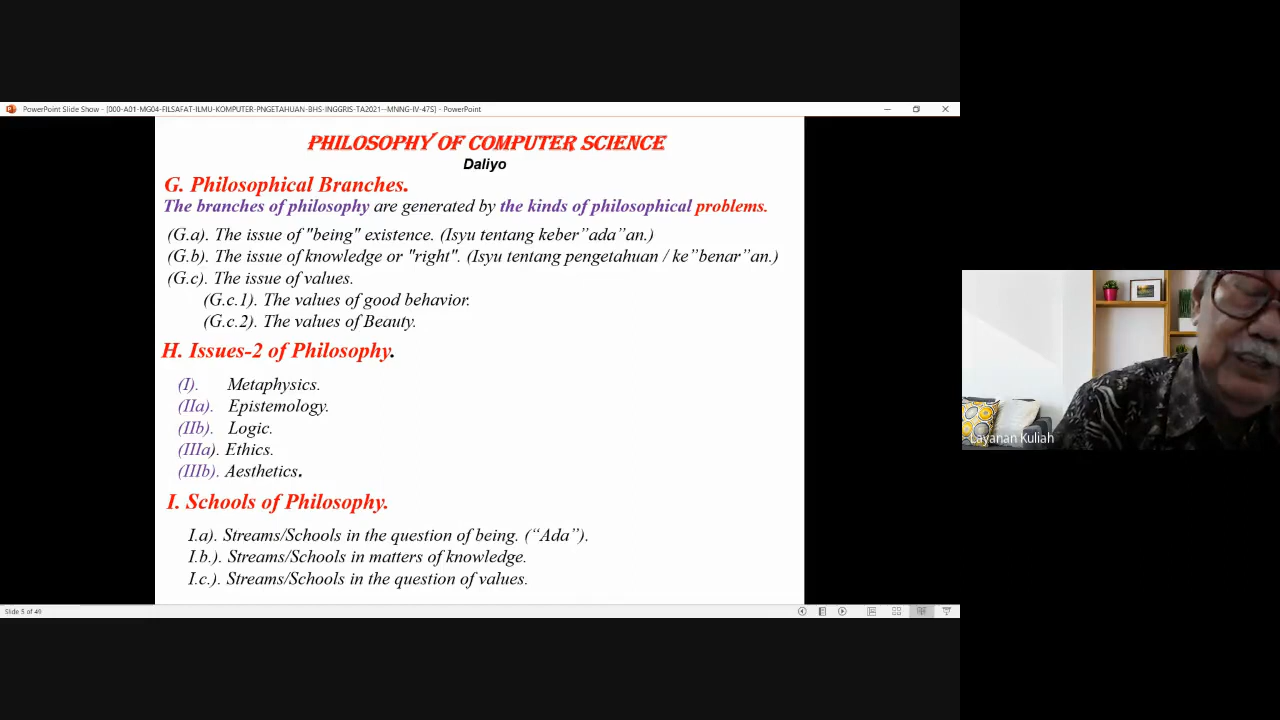 PowerPoint Slide Show - [000-A01-MG04-FILSAFAT-ILMU-KOMPUTER-PNGETAHUAN-BHS-INGGRIS-TA2021--MNNG-IV-47S] - PowerPoint
PHILOSOPHY OF COMPUTER SCIENCE
Daliyo
G. Philosophical Branches.
The branches of philosophy are generated by the kinds of philosophical problems.
(G.a). The issue of "being" existence. (Isyu tentang keber”ada”an.)
(G.b). The issue of knowledge or "right". (Isyu tentang pengetahuan / ke”benar”an.)
(G.c). The issue of values.
(G.c.1). The values of good behavior.
(G.c.2). The values of Beauty.
H. Issues-2 of Philosophy.
(I). Metaphysics.
(IIa). Epistemology.
(IIb). Logic.
(IIIa). Ethics.
(IIIb). Aesthetics.
I. Schools of Philosophy.
I.a). Streams/Schools in the question of being. (“Ada”).
I.b.). Streams/Schools in matters of knowledge.
I.c.). Streams/Schools in the question of values.
Slide 5 of 49
Layanan Kuliah